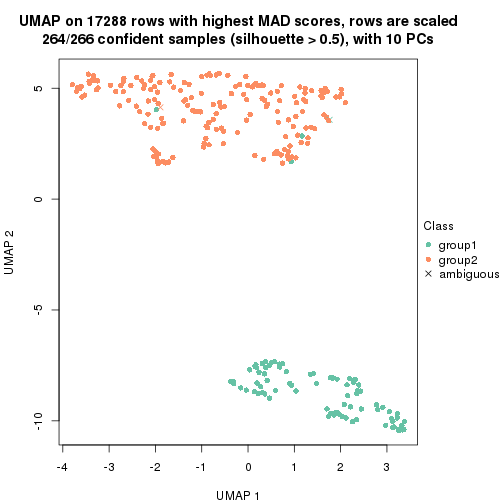 UMAP on 17288 rows with highest MAD scores, rows are scaled
264/266 confident samples (silhouette > 0.5), with 10 PCs
5
0
-5
-10
UMAP 2
-4
-3
-2
-1
0
1
2
3
UMAP 1
Class
group1
group2
ambiguous